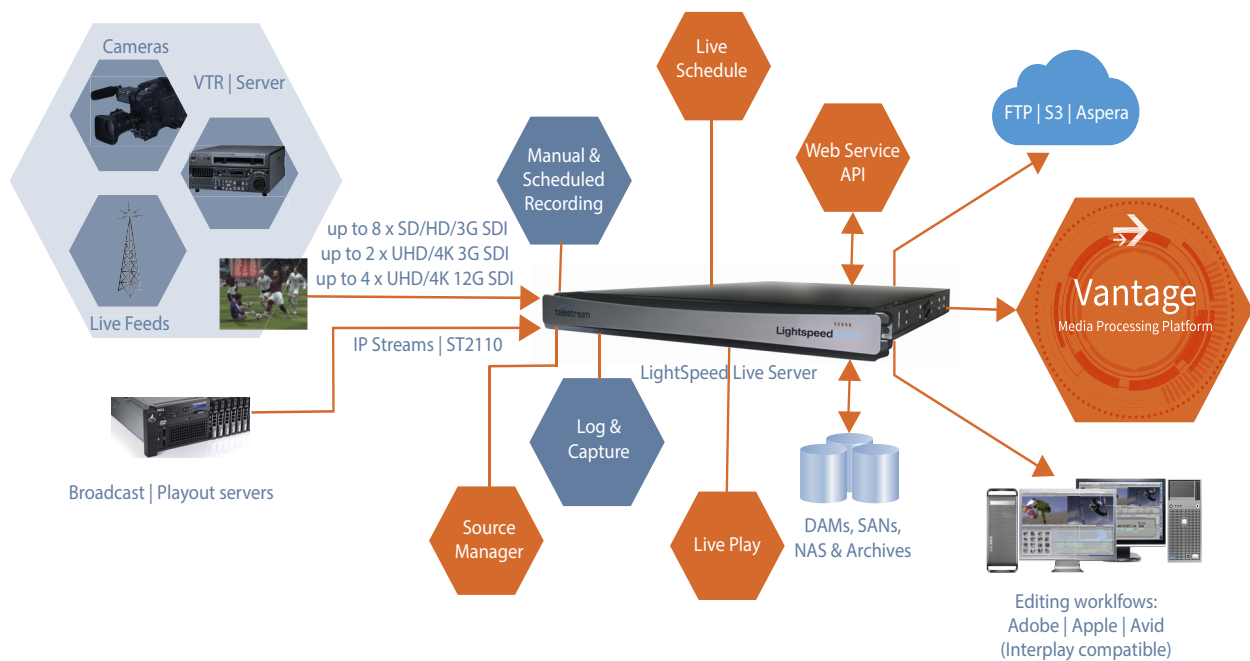 Cameras
VTR | Server
Live Feeds
up to 8 x SD/HD/3G SDI
up to 2 x UHD/4K 3G SDI
up to 4 x UHD/4K 12G SDI
IP Streams | ST2110
Broadcast | Playout servers
Manual &
Scheduled
Recording
Live
Schedule
Web Service
API
FTP | S3 | Aspera
Vantage
Media Processing Platform
telestream
Lightspeed
LightSpeed Live Server
Log &
Capture
Source
Manager
Live Play
DAMs, SANs,
NAS & Archives
Editing worklfows:
Adobe | Apple | Avid
(Interplay compatible)